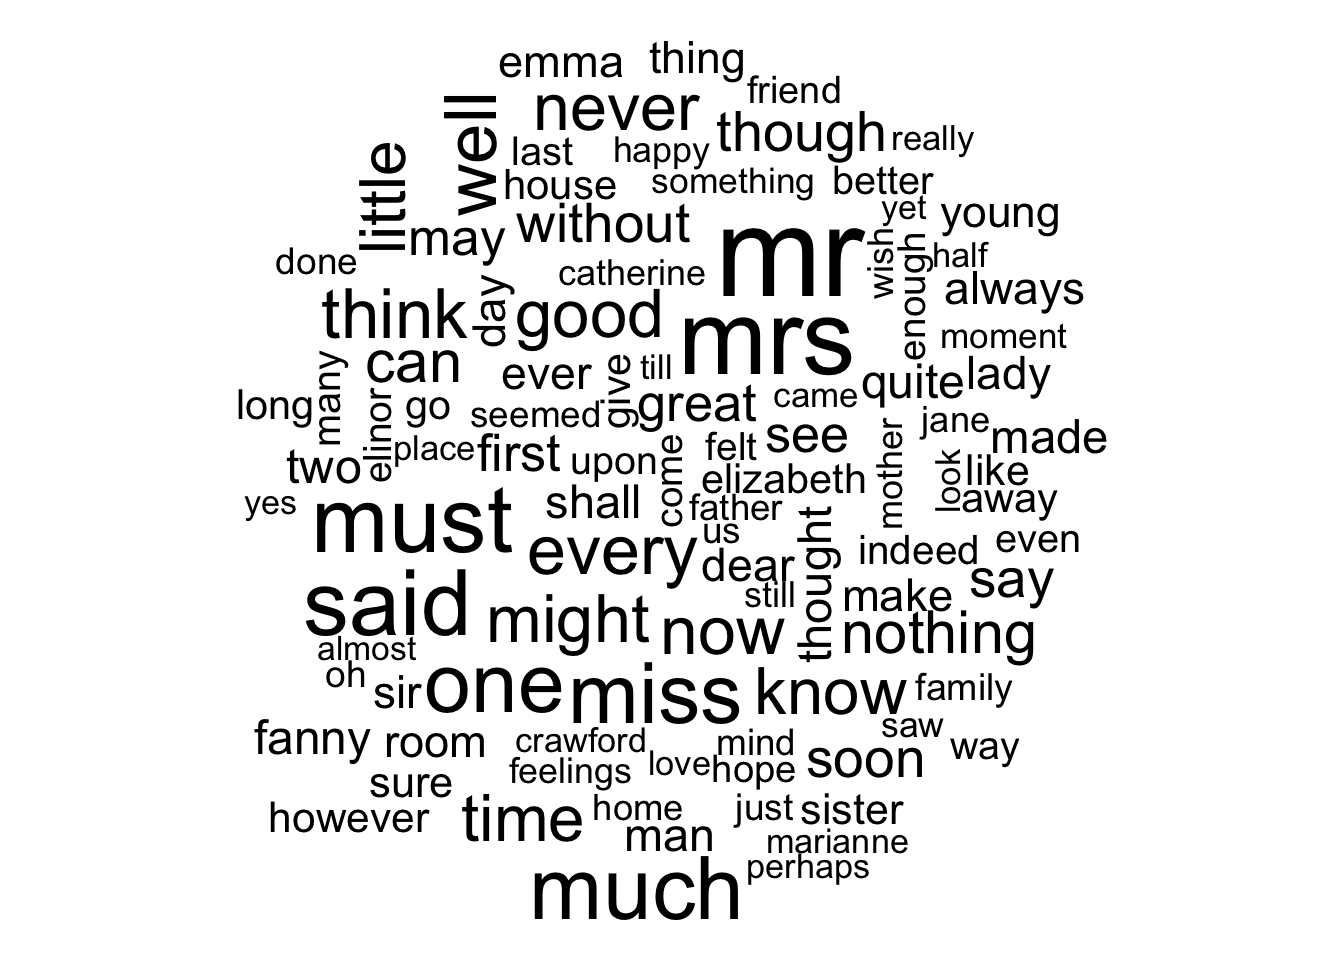 emma thing
friend
never
though really
well
last happy
little
house something better
yet young
without
may
wish
enough
half
done
catherine
mr
always
think
day
good
mrs
moment
can
many
ever
give
till
quite lady
long
elinor
go
seemed
great
came
jane
made
place
first
upon
come
felt
see
mother
look
like
two
elizabeth
yes
shall
father
away
must
us
thought
every
dear
indeed
even
said
still
make
say
might
now
nothing
almost
oh
sir
one
miss
know
family
fanny room
crawford
mind
saw
way
feelings
love
hope
soon
sure
however
time
home
just
sister
man
marianne
much
perhaps